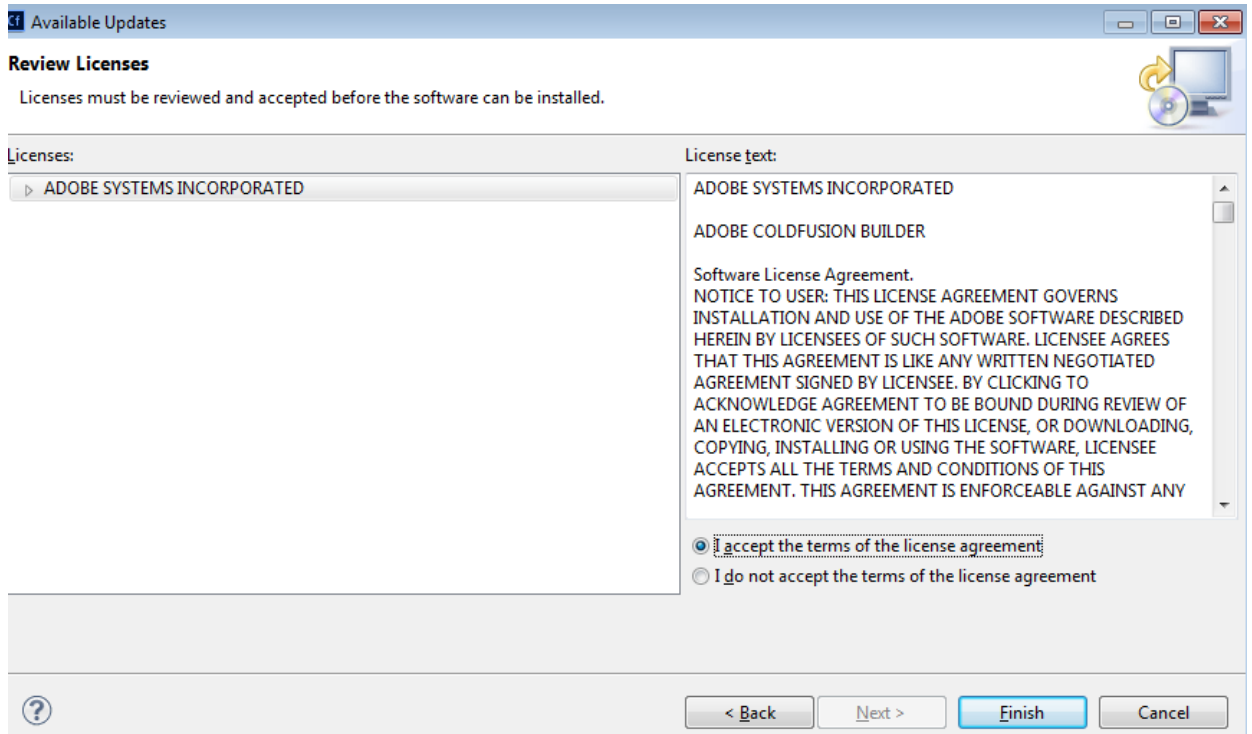 Cf Available Updates
Review Licenses
Licenses must be reviewed and accepted before the software can be installed.
Licenses:
ADOBE SYSTEMS INCORPORATED
License text:
ADOBE SYSTEMS INCORPORATED
ADOBE COLDFUSION BUILDER
Software License Agreement.
NOTICE TO USER: THIS LICENSE AGREEMENT GOVERNS
INSTALLATION AND USE OF THE ADOBE SOFTWARE DESCRIBED
HEREIN BY LICENSEES OF SUCH SOFTWARE. LICENSEE AGREES
THAT THIS AGREEMENT IS LIKE ANY WRITTEN NEGOTIATED
AGREEMENT SIGNED BY LICENSEE. BY CLICKING TO
ACKNOWLEDGE AGREEMENT TO BE BOUND DURING REVIEW OF
AN ELECTRONIC VERSION OF THIS LICENSE, OR DOWNLOADING,
COPYING, INSTALLING OR USING THE SOFTWARE, LICENSEE
ACCEPTS ALL THE TERMS AND CONDITIONS OF THIS
AGREEMENT. THIS AGREEMENT IS ENFORCEABLE AGAINST ANY
I accept the terms of the license agreement
I do not accept the terms of the license agreement
? < Back Next > Finish Cancel